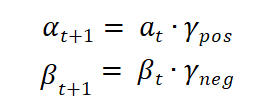 α_{t+1} = a_t · γ_{pos}
β_{t+1} = β_t · γ_{neg}